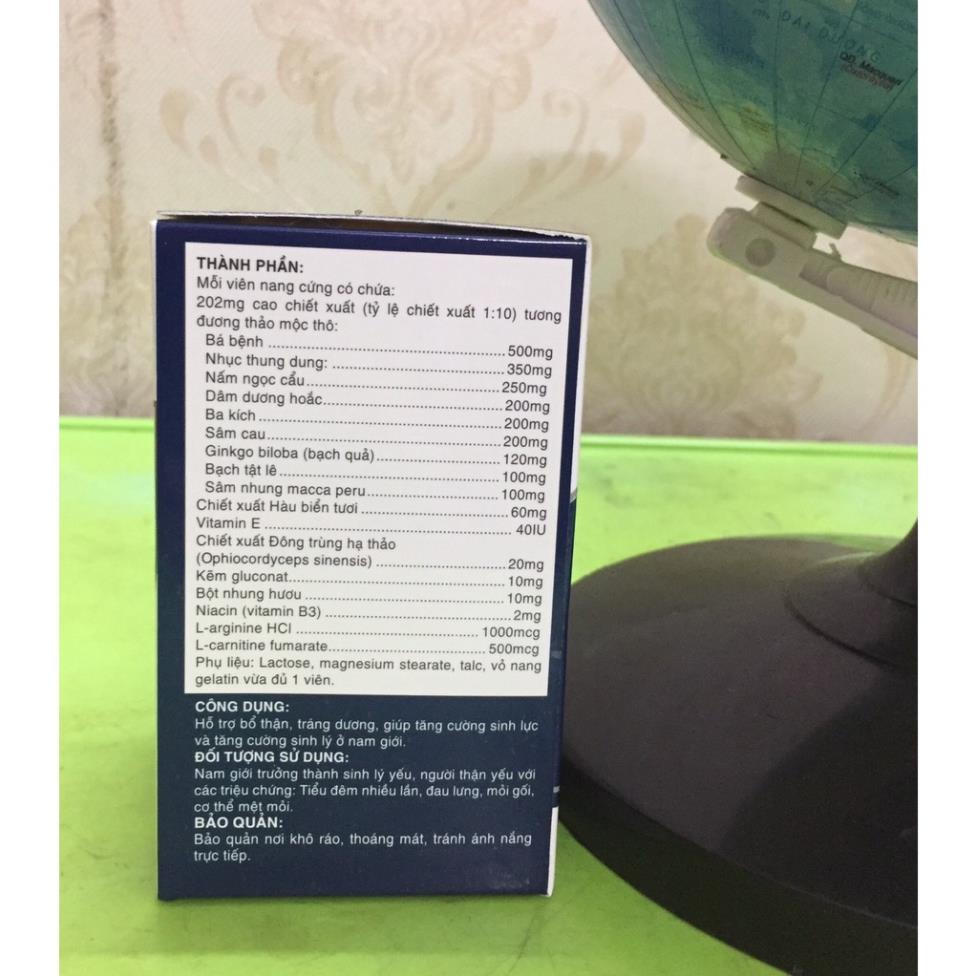 THÀNH PHẦN:
Mỗi viên nang cứng có chứa:
202mg cao chiết xuất (tỷ lệ chiết xuất 1:10) tương
đương thảo mộc thô:
Bá bệnh ........ 500mg
Nhục thung dung: ........ 350mg
Nấm ngọc cẩu ........ 250mg
Dâm dương hoắc ........ 200mg
Ba kích ........ 200mg
Sâm cau ........ 200mg
Ginkgo biloba (bạch quả) ........ 120mg
Bạch tật lê ........ 100mg
Sâm nhung macca peru ........ 100mg
Chiết xuất Hàu biển tươi ........ 60mg
Vitamin E ........ 40IU
Chiết xuất Đông trùng hạ thảo
(Ophiocordyceps sinensis) ........ 20mg
Kẽm gluconat ........ 10mg
Bột nhung hươu ........ 10mg
Niacin (vitamin B3) ........ 2mg
L-arginine HCl ........ 1000mcg
L-carnitine fumarate ........ 500mcg
Phụ liệu: Lactose, magnesium stearate, talc, vỏ nang
gelatin vừa đủ 1 viên.
CÔNG DỤNG:
Hỗ trợ bổ thận, tráng dương, giúp tăng cường sinh lực
và tăng cường sinh lý ở nam giới.
ĐỐI TƯỢNG SỬ DỤNG:
Nam giới trưởng thành sinh lý yếu, người thận yếu với
các triệu chứng: Tiểu đêm nhiều lần, đau lưng, mỏi gối,
cơ thể mệt mỏi.
BẢO QUẢN:
Bảo quản nơi khô ráo, thoáng mát, tránh ánh nắng
trực tiếp.
QĐ. Macquari